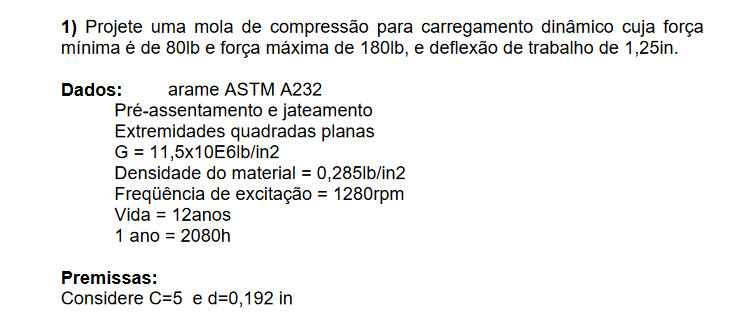 1) Projete uma mola de compressão para carregamento dinâmico cuja força
mínima é de 80lb e força máxima de 180lb, e deflexão de trabalho de 1,25in.
Dados: arame ASTM A232
Pré-assentamento e jateamento
Extremidades quadradas planas
G = 11,5x10E6lb/in2
Densidade do material = 0,285lb/in2
Freqüência de excitação = 1280rpm
Vida = 12anos
1 ano = 2080h
Premissas:
Considere C=5 e d=0,192 in